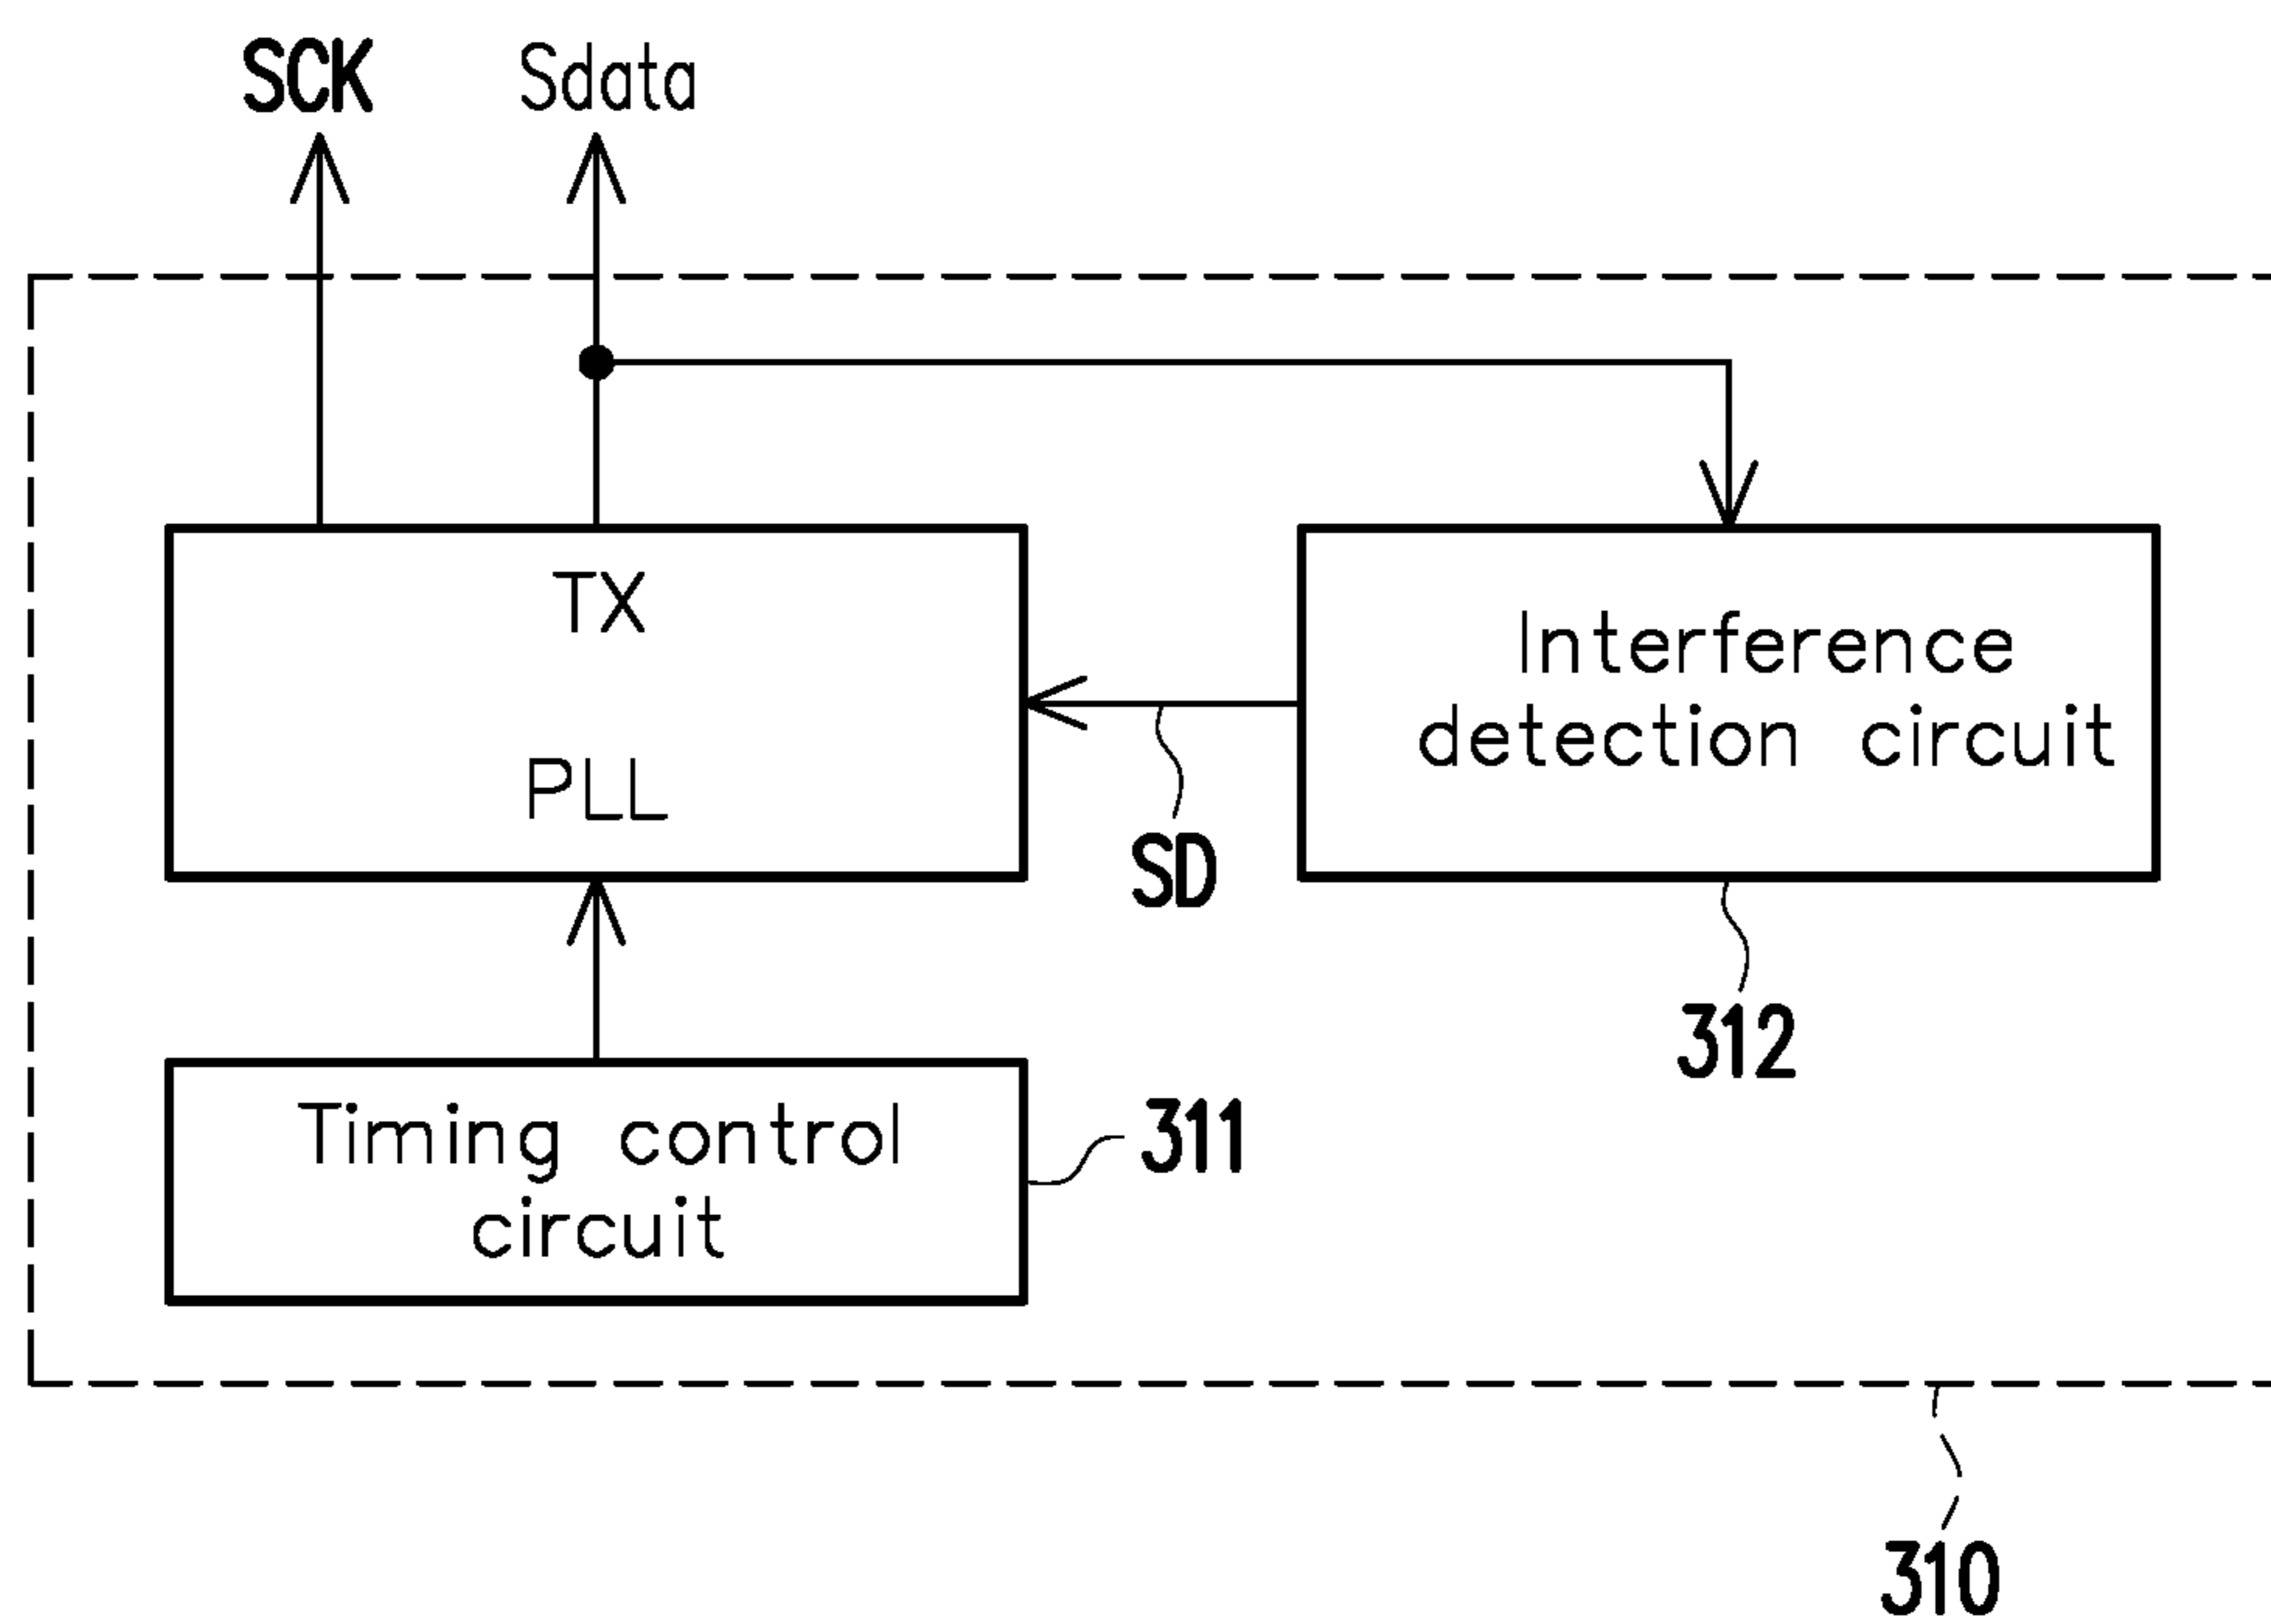 SCK
Sdata
TX
PLL
Interference
detection circuit
SD
312
Timing control
circuit
311
310